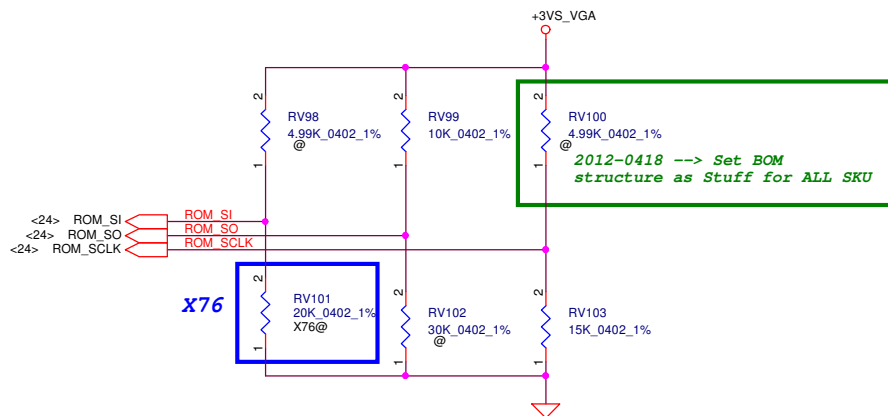 +3VS_VGA
2
RV98
4.99K_0402_1%
@
1
2
RV99
10K_0402_1%
1
2
RV100
4.99K_0402_1%
@
1
2012-0418 --> Set BOM
structure as Stuff for ALL SKU
<24> ROM_SI
ROM_SI
<24> ROM_SO
ROM_SO
<24> ROM_SCLK
ROM_SCLK
X76
2
RV101
20K_0402_1%
X76@
1
2
RV102
30K_0402_1%
@
1
2
RV103
15K_0402_1%
1